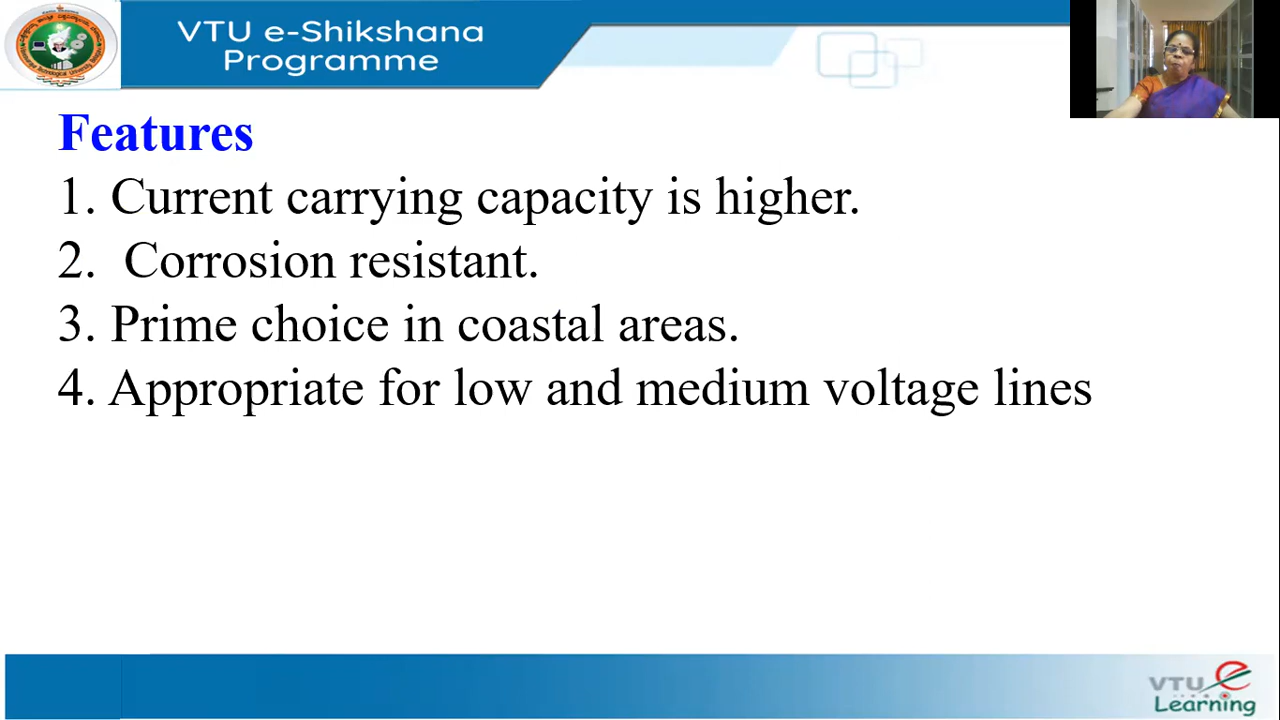 VTU e-Shikshana
Programme
Features
1. Current carrying capacity is higher.
2. Corrosion resistant.
3. Prime choice in coastal areas.
4. Appropriate for low and medium voltage lines
VTU e
Learning